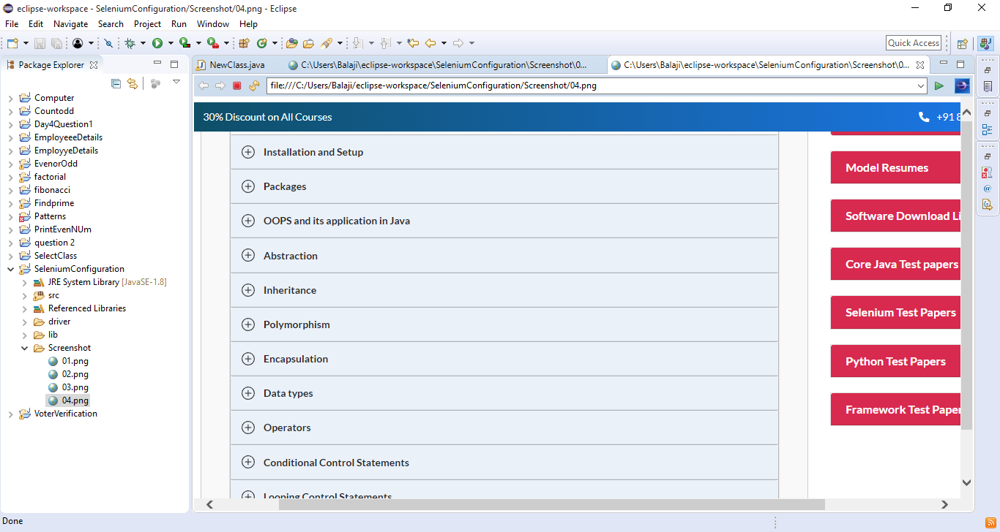 eclipse-workspace - SeleniumConfiguration/Screenshot/04.png - Eclipse
File Edit Navigate Search Project Run Window Help
Quick Access
Package Explorer
NewClass.java
C:\Users\Balaji\eclipse-workspace\SeleniumConfiguration\Screenshot\0...
C:\Users\Balaji\eclipse-workspace\SeleniumConfiguration\Screenshot\0...
file:///C:/Users/Balaji/eclipse-workspace/SeleniumConfiguration/Screenshot/04.png
Computer
Countodd
Day4Question1
EmployeeeDetails
EmployyeDetails
EvenorOdd
factorial
fibonacci
Findprime
Patterns
PrintEvenNUm
question 2
SelectClass
SeleniumConfiguration
JRE System Library [JavaSE-1.8]
src
Referenced Libraries
driver
lib
Screenshot
01.png
02.png
03.png
04.png
VoterVerification
30% Discount on All Courses
+91 8
Installation and Setup
Packages
OOPS and its application in Java
Abstraction
Inheritance
Polymorphism
Encapsulation
Data types
Operators
Conditional Control Statements
Looping Control Statements
Model Resumes
Software Download Li
Core Java Test papers
Selenium Test Papers
Python Test Papers
Framework Test Paper
Done